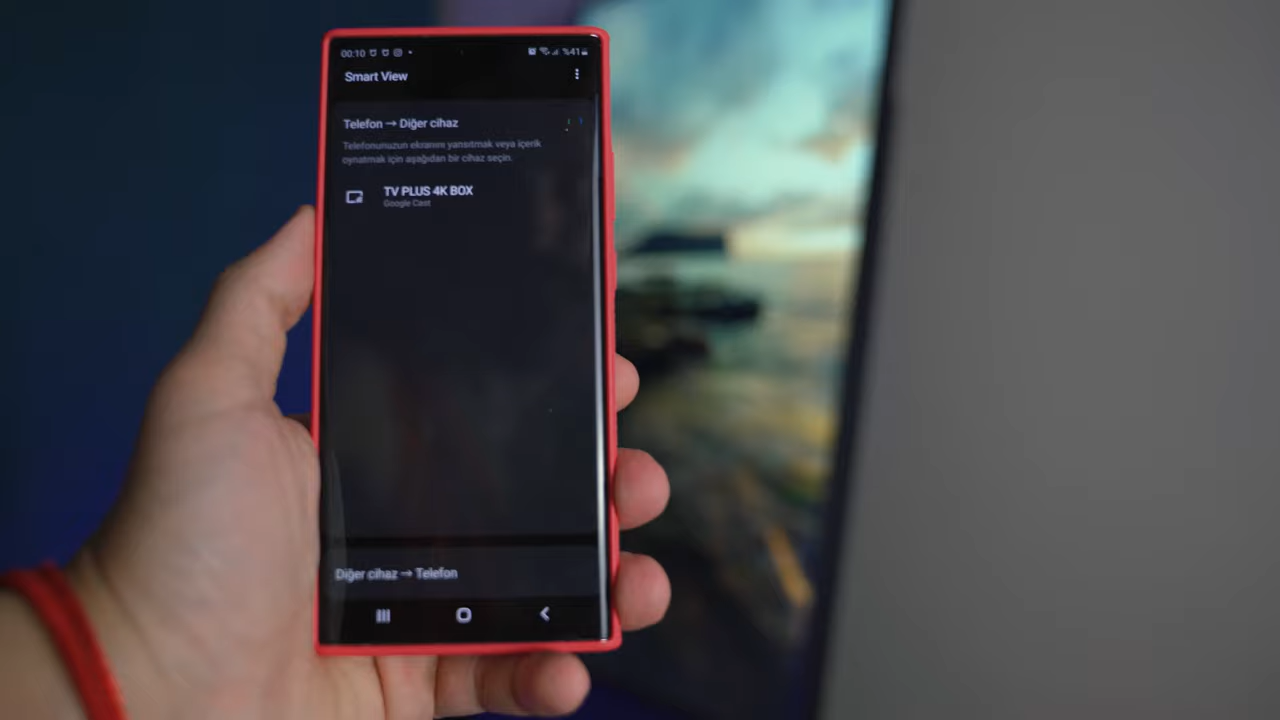 00:10 %41
Smart View
Telefon → Diğer cihaz
Telefonunuzun ekranını yansıtmak veya içerik
oynatmak için aşağıdan bir cihaz seçin.
TV PLUS 4K BOX
Google Cast
Diğer cihaz → Telefon